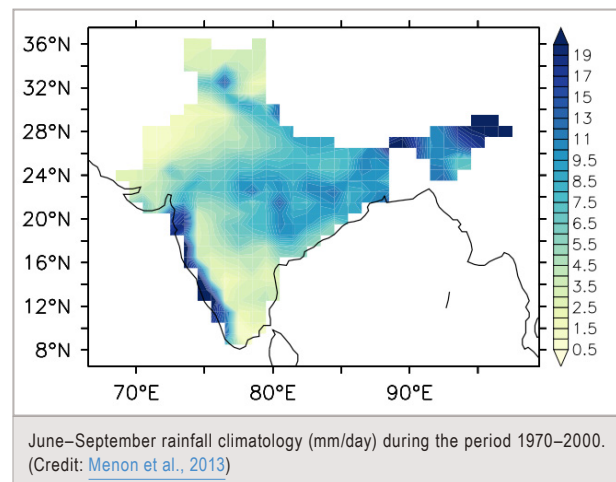 36°N
32°N
28°N
24°N
20°N
16°N
12°N
8°N
70°E 80°E 90°E
19
17
15
13
11
9.5
8.5
7.5
6.5
5.5
4.5
3.5
2.5
1.5
0.5
June–September rainfall climatology (mm/day) during the period 1970–2000.
(Credit: Menon et al., 2013)